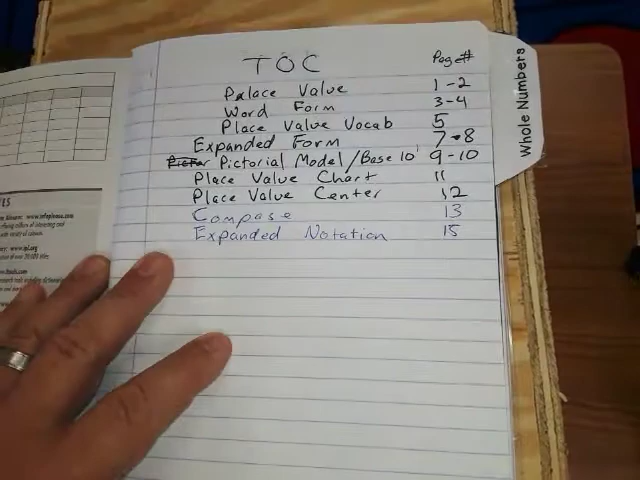 TOC
Page#
Palace Value 1-2
Word Form 3-4
Place Value Vocab 5
Expanded Form 7-8
Pictorial Model/Base 10 9-10
Place Value Chart 11
Place Value Center 12
Compase 13
Expanded Notation 15
Whole Numbers